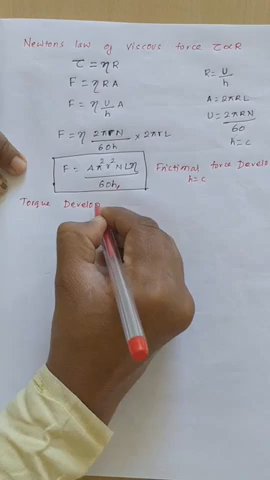 Newtons law of viscous force τ∝R
τ = ηR
R = U/h
F = ηRA
A = 2πRL
F = η U/h A
U = 2πRN/60
h = c
F = η 2πrN/60h × 2πrL
F = 4π²r²NLη/60h
Frictional force Develo
h=c
Torque Develop